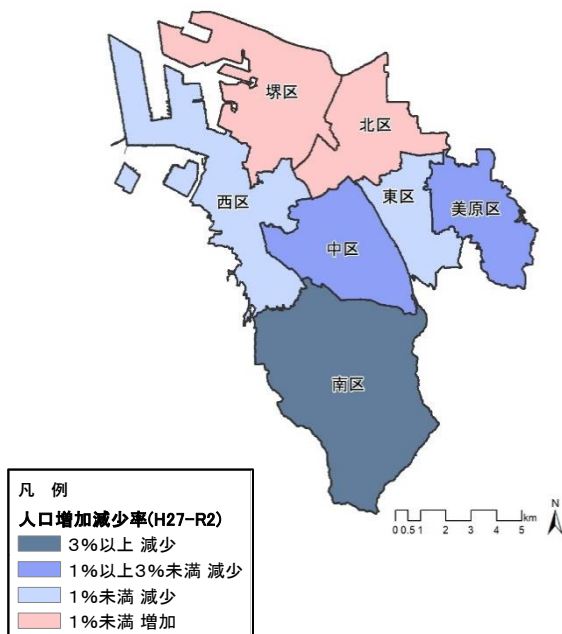 堺区
北区
西区
東区
美原区
中区
南区
凡 例
人口増加減少率(H27-R2)
3%以上 減少
1%以上3%未満 減少
1%未満 減少
1%未満 増加
N
km
0 0.5 1 2 3 4 5